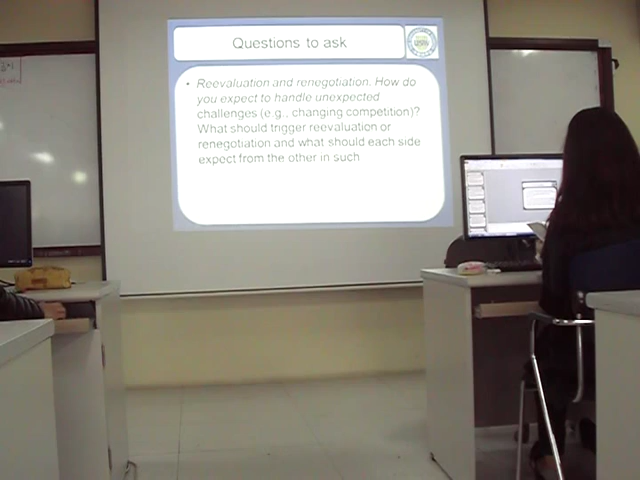 Questions to ask
• Reevaluation and renegotiation. How do
you expect to handle unexpected
challenges (e.g., changing competition)?
What should trigger reevaluation or
renegotiation and what should each side
expect from the other in such